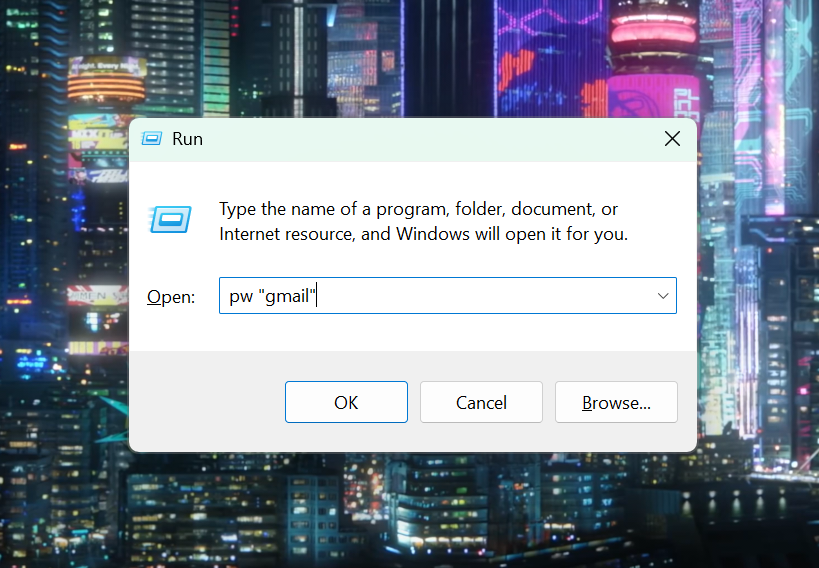 Run
Type the name of a program, folder, document, or
Internet resource, and Windows will open it for you.
Open:
pw "gmail"
OK
Cancel
Browse...